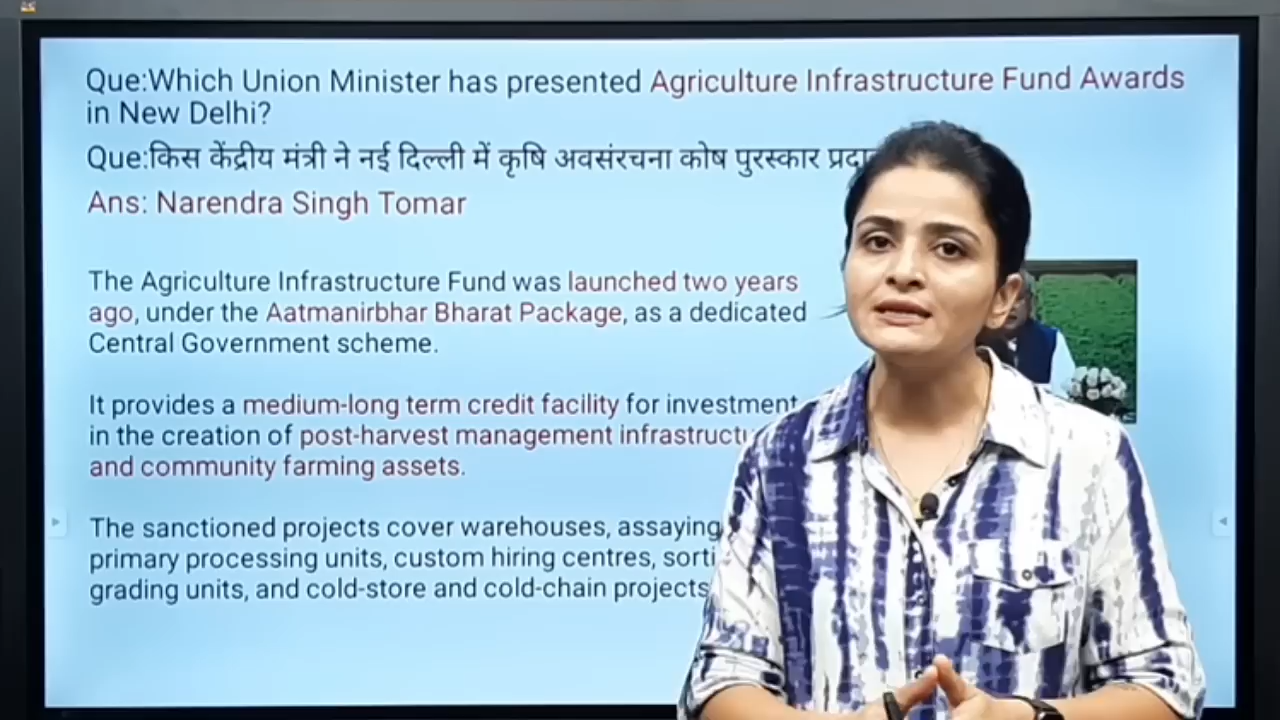 Que:Which Union Minister has presented Agriculture Infrastructure Fund Awards
in New Delhi?
Que:किस केंद्रीय मंत्री ने नई दिल्ली में कृषि अवसंरचना कोष पुरस्कार
Ans: Narendra Singh Tomar
The Agriculture Infrastructure Fund was launched two years
ago, under the Aatmanirbhar Bharat Package, as a dedicated
Central Government scheme.
It provides a medium-long term credit facility for investment
in the creation of post-harvest management
and community farming assets.
The sanctioned projects cover warehouses, assaying
primary processing units, custom hiring centres,
grading units, and cold-store and cold-chain projects